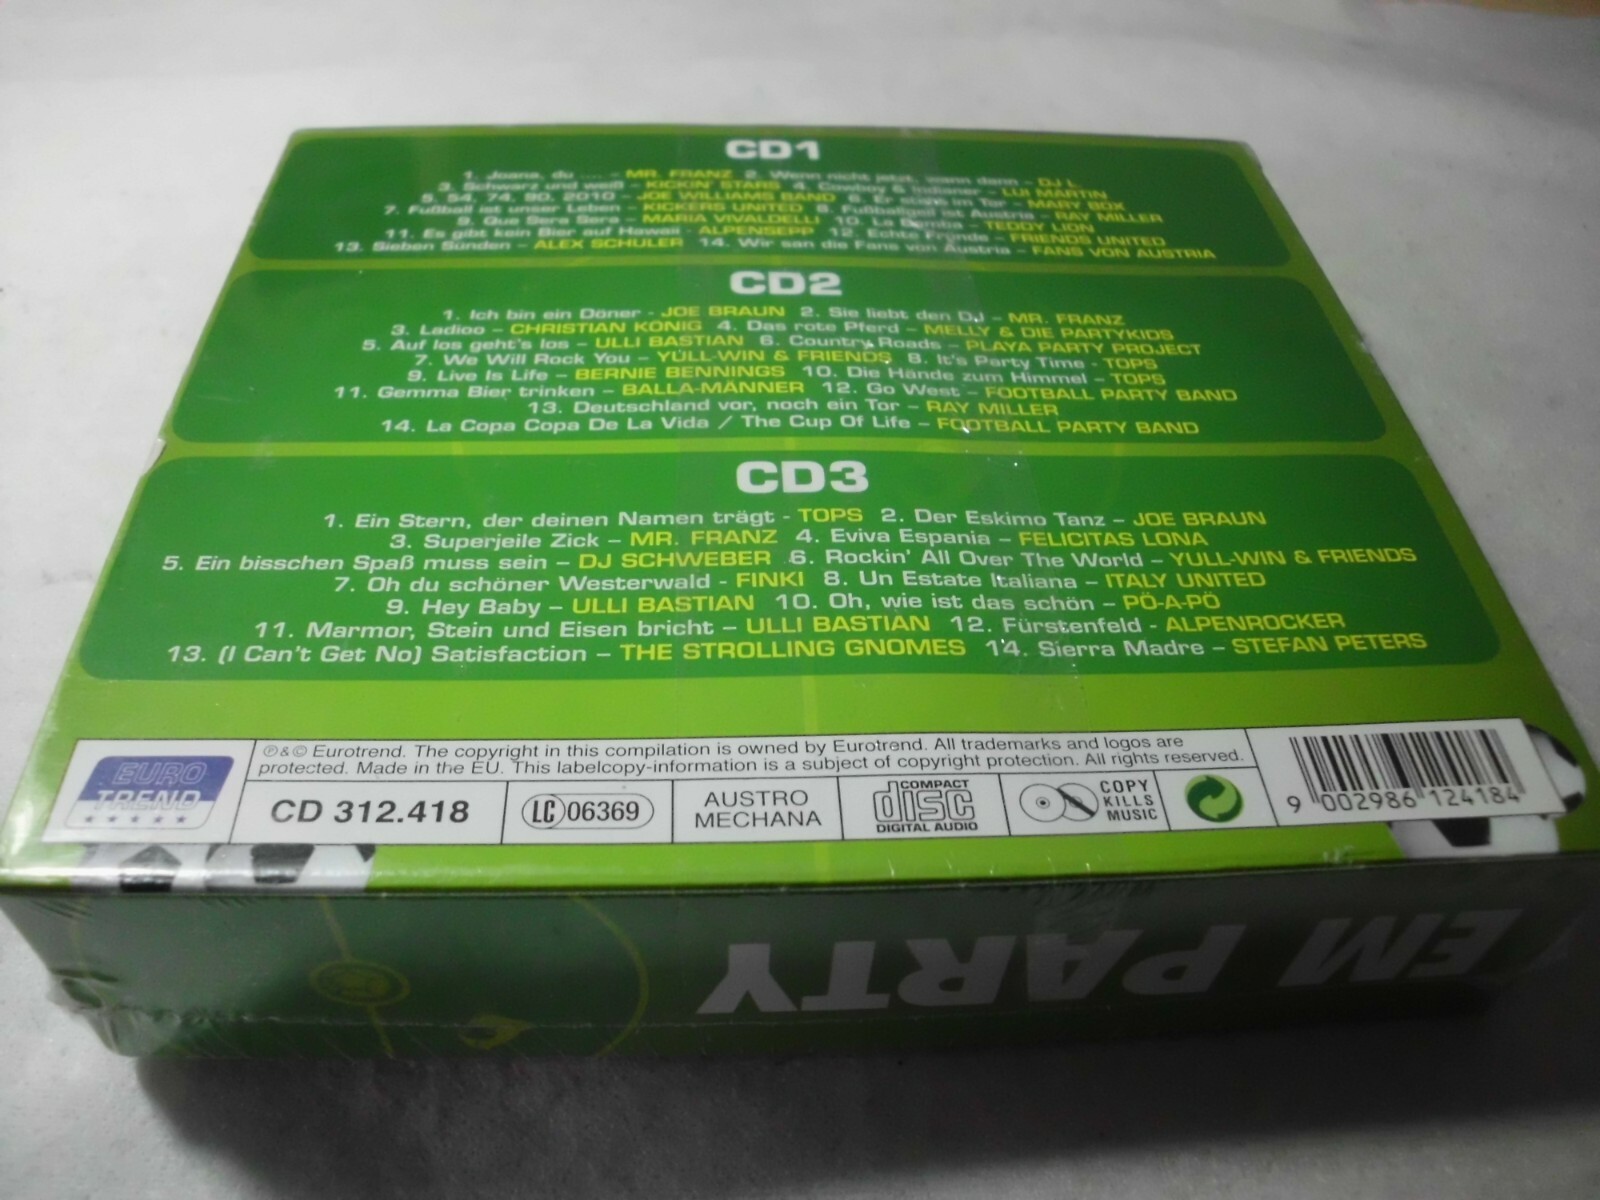 CD1
1. Joana, du .... – MR. FRANZ 2. Wenn nicht jetzt, wann dann – DJ L.
3. Schwarz und weiß – KICKIN' STARS 4. Cowboy & Indianer – LUI MARTIN
5. 54, 74, 90, 2010 – JOE WILLIAMS BAND 6. Er stand im Tor – MARY BOX
7. Fußball ist unser Leben – KICKERS UNITED 8. Fußballgeil ist Austria – RAY MILLER
9. Que Sera Sera – MARIA VIVALDELLI 10. La Bamba – TEDDY LION
11. Es gibt kein Bier auf Hawaii – ALPENSEPP 12. Echte Freunde – FRIENDS UNITED
13. Sieben Sünden – ALEX SCHULER 14. Wir san die Fans von Austria – FANS VON AUSTRIA
CD2
1. Ich bin ein Döner - JOE BRAUN 2. Sie liebt den DJ – MR. FRANZ
3. Ladioo – CHRISTIAN KÖNIG 4. Das rote Pferd – MELLY & DIE PARTYKIDS
5. Auf los geht's los – ULLI BASTIAN 6. Country Roads – PLAYA PARTY PROJECT
7. We Will Rock You – YULL-WIN & FRIENDS 8. It's Party Time - TOPS
9. Live Is Life – BERNIE BENNINGS 10. Die Hände zum Himmel - TOPS
11. Gemma Bier trinken – BALLA-MÄNNER 12. Go West – FOOTBALL PARTY BAND
13. Deutschland vor, noch ein Tor – RAY MILLER
14. La Copa Copa De La Vida / The Cup Of Life – FOOTBALL PARTY BAND
CD3
1. Ein Stern, der deinen Namen trägt - TOPS 2. Der Eskimo Tanz – JOE BRAUN
3. Superjeile Zick – MR. FRANZ 4. Eviva Espania – FELICITAS LONA
5. Ein bisschen Spaß muss sein – DJ SCHWEBER 6. Rockin' All Over The World – YULL-WIN & FRIENDS
7. Oh du schöner Westerwald - FINKI 8. Un Estate Italiana – ITALY UNITED
9. Hey Baby – ULLI BASTIAN 10. Oh, wie ist das schön – PÖ-A-PÖ
11. Marmor, Stein und Eisen bricht – ULLI BASTIAN 12. Fürstenfeld - ALPENROCKER
13. (I Can't Get No) Satisfaction – THE STROLLING GNOMES 14. Sierra Madre – STEFAN PETERS
EURO TREND
℗ & © Eurotrend. The copyright in this compilation is owned by Eurotrend. All trademarks and logos are
protected. Made in the EU. This labelcopy-information is a subject of copyright protection. All rights reserved.
CD 312.418
LC 06369
AUSTRO
MECHANA
COMPACT
disc
DIGITAL AUDIO
COPY
KILLS
MUSIC
9 002986 124184
EM PARTY